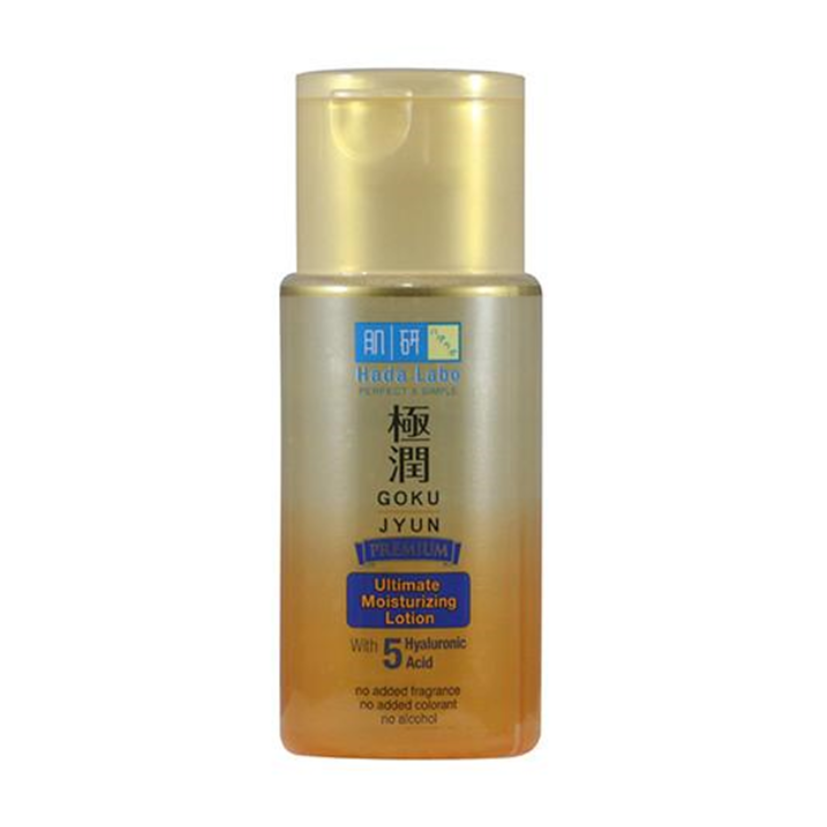 肌 研
Hada Labo
PERFECT & SIMPLE
極
潤
GOKU
JYUN
PREMIUM
Ultimate
Moisturizing
Lotion
With 5 Hyaluronic
Acid
no added fragrance
no added colorant
no alcohol